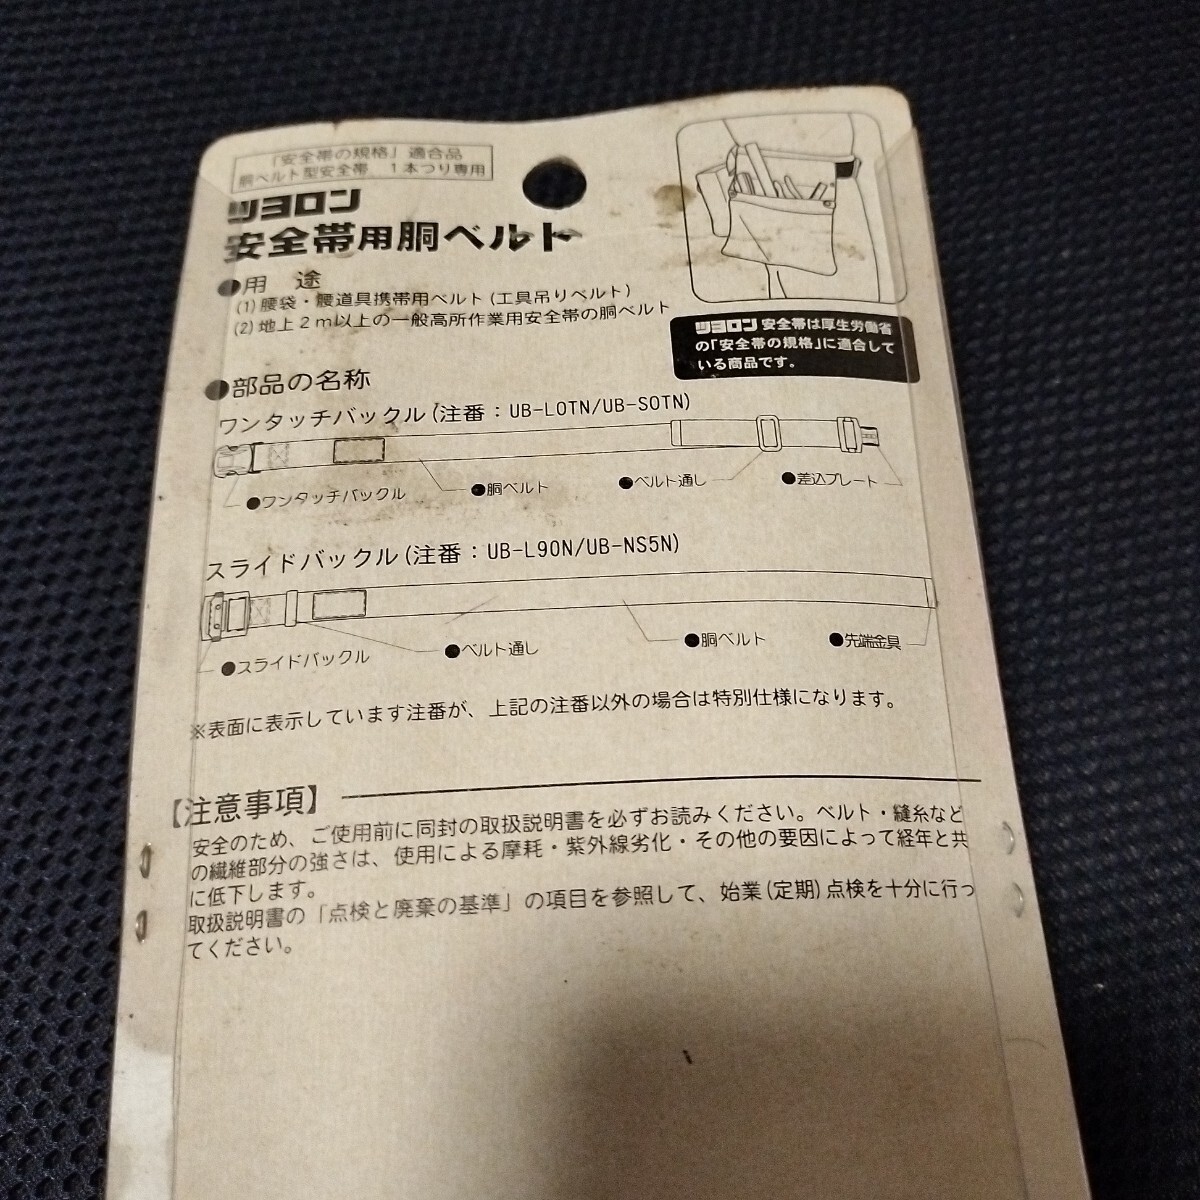 「安全帯の規格」適合品
胴ベルト型安全帯　1本つり専用
ツヨロン
安全帯用胴ベルト
●用　途
(1) 腰袋・腰道具携帯用ベルト(工具吊りベルト)
(2) 地上2m以上の一般高所作業用安全帯の胴ベルト
ツヨロン 安全帯は厚生労働省
の「安全帯の規格」に適合して
いる商品です。
●部品の名称
ワンタッチバックル(注番：UB-LOTN/UB-SOTN)
●ワンタッチバックル
●胴ベルト
●ベルト通し
●差込プレート
スライドバックル(注番：UB-L90N/UB-NS5N)
●スライドバックル
●ベルト通し
●胴ベルト
●先端金具
※表面に表示しています注番が、上記の注番以外の場合は特別仕様になります。
【注意事項】
安全のため、ご使用前に同封の取扱説明書を必ずお読みください。ベルト・縫糸など
の繊維部分の強さは、使用による摩耗・紫外線劣化・その他の要因によって経年と共
に低下します。
取扱説明書の「点検と廃棄の基準」の項目を参照して、始業(定期)点検を十分に行っ
てください。